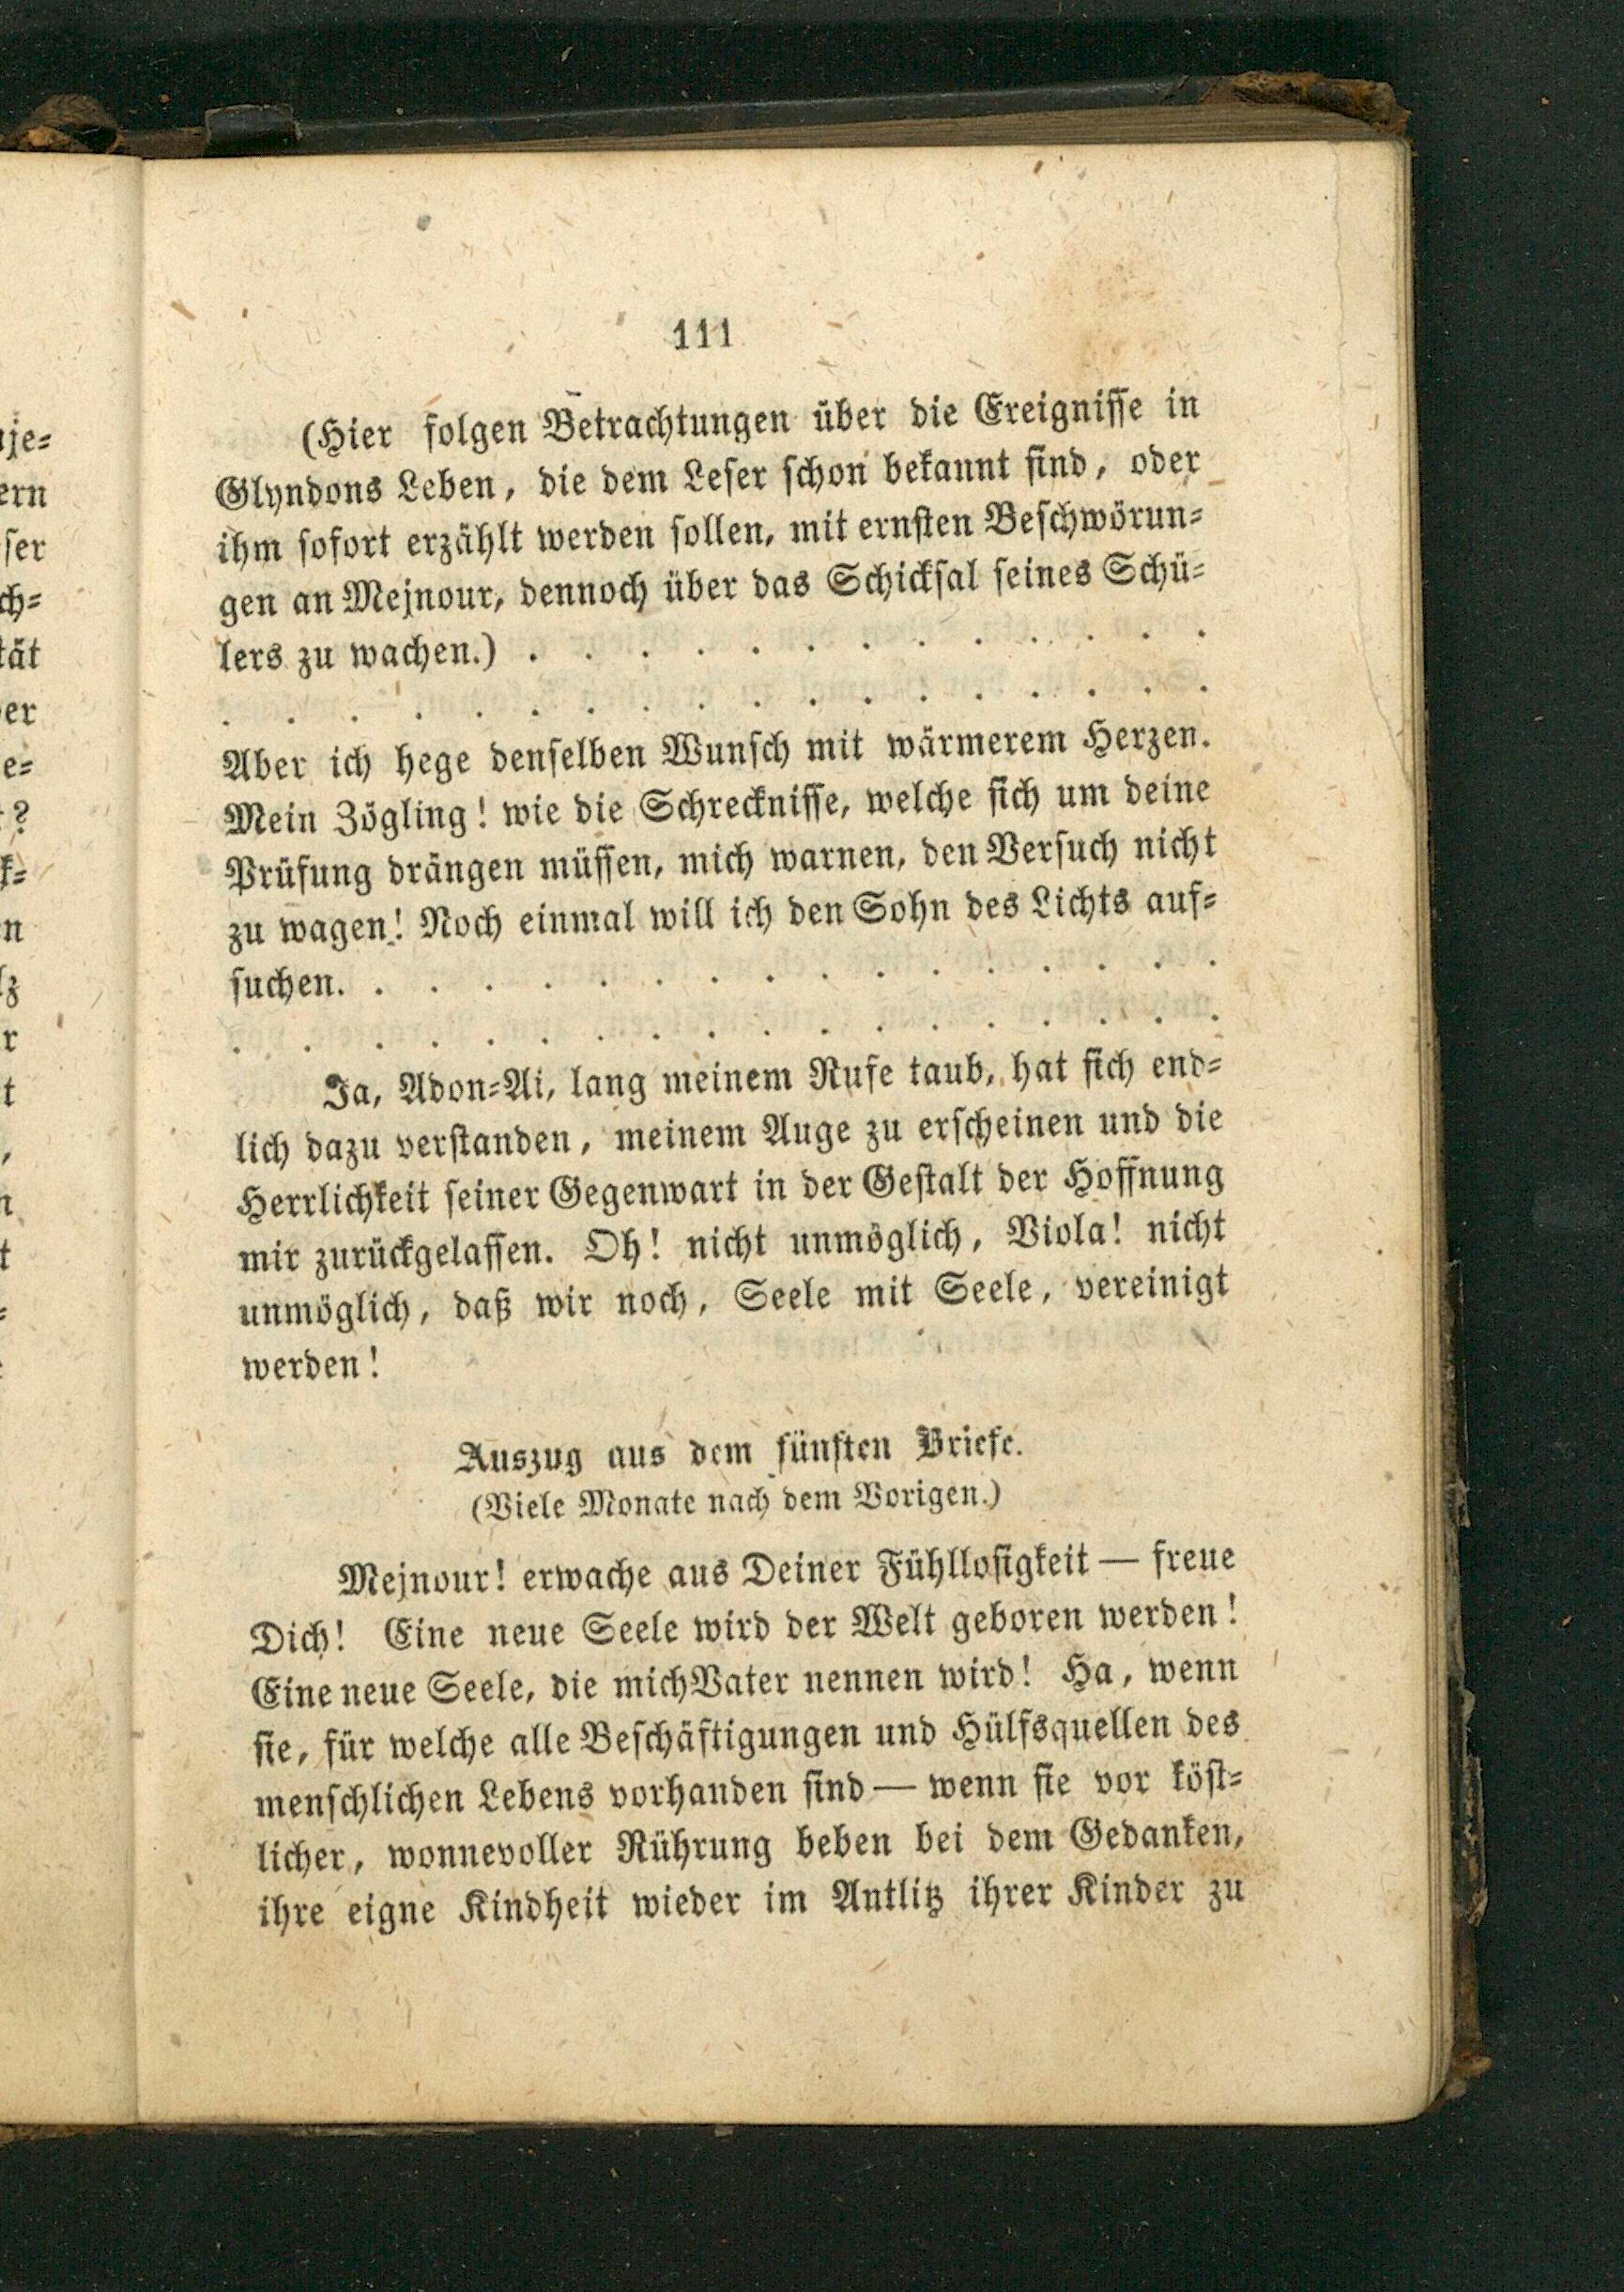 111
(Hier folgen Betrachtungen über die Ereignisse in
Glyndons Leben, die dem Leser schon bekannt sind, oder
ihm sofort erzählt werden sollen, mit ernsten Beschwörun-
gen an Mejnour, dennoch über das Schicksal seines Schü-
lers zu wachen.) . . . . . . . . . . . . .
. . . . . . . . . . . . . . . . .
Aber ich hege denselben Wunsch mit wärmerem Herzen.
Mein Zögling! wie die Schrecknisse, welche sich um deine
Prüfung drängen müssen, mich warnen, den Versuch nicht
zu wagen! Noch einmal will ich den Sohn des Lichts auf-
suchen. . . . . . . . . . . . . . . . .
. . . . . . . . . . . . . . . . .
Ja, Adon-Ai, lang meinem Rufe taub, hat sich end-
lich dazu verstanden, meinem Auge zu erscheinen und die
Herrlichkeit seiner Gegenwart in der Gestalt der Hoffnung
mir zurückgelassen. Oh! nicht unmöglich, Viola! nicht
unmöglich, daß wir noch, Seele mit Seele, vereinigt
werden!
Auszug aus dem fünften Briefe.
(Viele Monate nach dem Vorigen.)
Mejnour! erwache aus Deiner Fühllosigkeit — freue
Dich! Eine neue Seele wird der Welt geboren werden!
Eine neue Seele, die mich Vater nennen wird! Ha, wenn
sie, für welche alle Beschäftigungen und Hülfsquellen des
menschlichen Lebens vorhanden sind — wenn sie vor köst-
licher, wonnevoller Rührung beben bei dem Gedanken,
ihre eigne Kindheit wieder im Antlitz ihrer Kinder zu